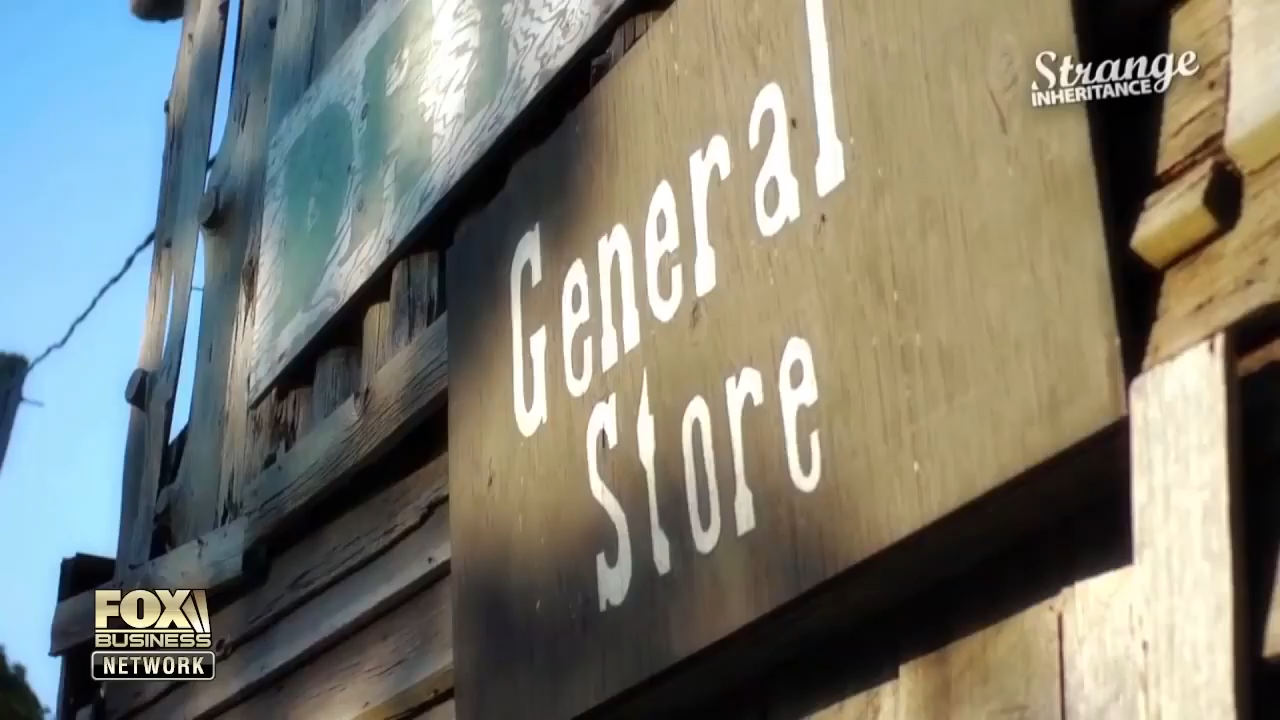 Strange
INHERITANCE
General
Store
FOX
BUSINESS
NETWORK